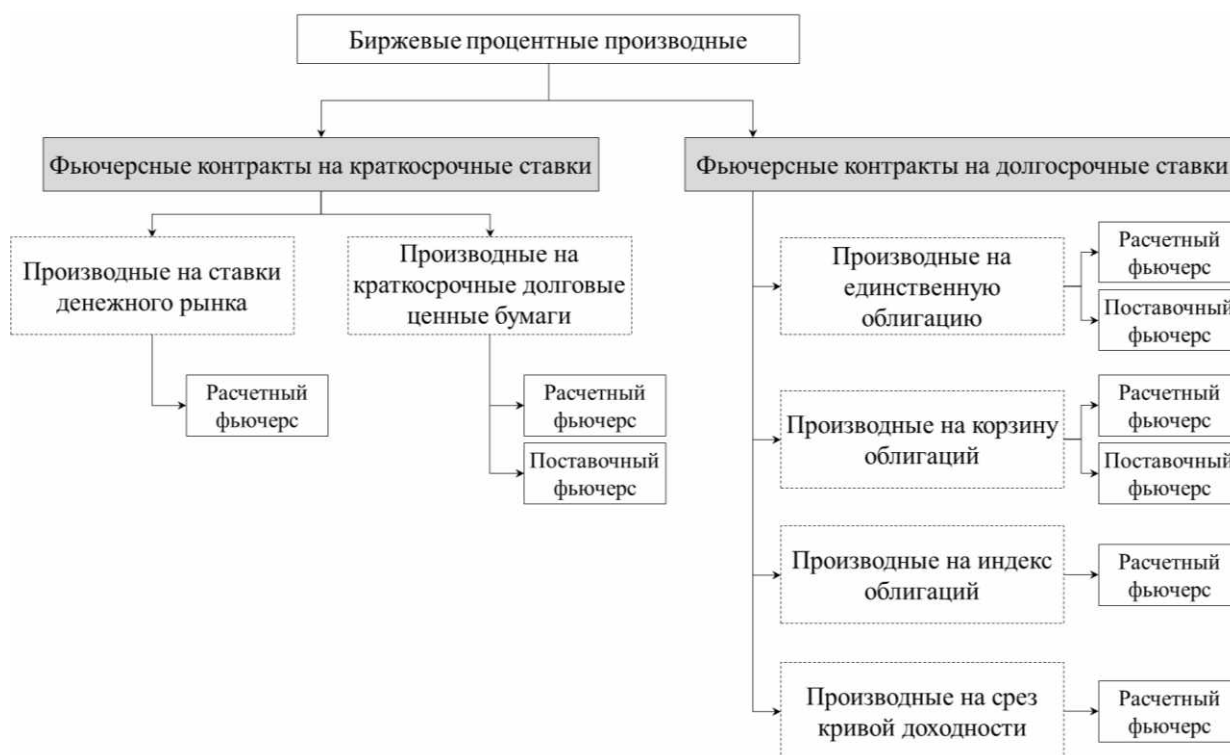 Биржевые процентные производные
Фьючерсные контракты на краткосрочные ставки
Производные на ставки
денежного рынка
Расчетный
фьючерс
Производные на
краткосрочные долговые
ценные бумаги
Расчетный
фьючерс
Поставочный
фьючерс
Фьючерсные контракты на долгосрочные ставки
Производные на
единственную
облигацию
Расчетный
фьючерс
Поставочный
фьючерс
Производные на корзину
облигаций
Расчетный
фьючерс
Поставочный
фьючерс
Производные на индекс
облигаций
Расчетный
фьючерс
Производные на срез
кривой доходности
Расчетный
фьючерс